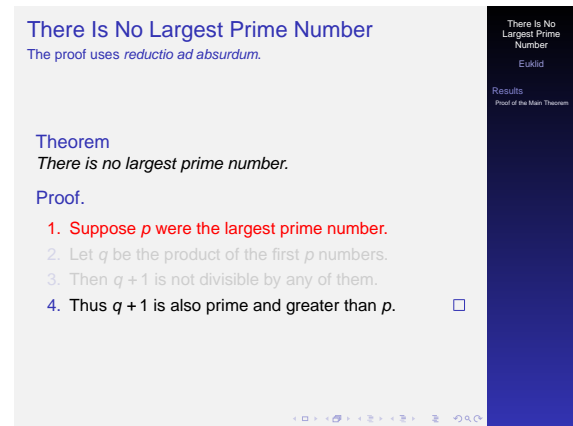 There Is No Largest Prime Number
The proof uses reductio ad absurdum.
Theorem
There is no largest prime number.
Proof.
1. Suppose p were the largest prime number.
2. Let q be the product of the first p numbers.
3. Then q + 1 is not divisible by any of them.
4. Thus q + 1 is also prime and greater than p.
There Is No
Largest Prime
Number
Euklid
Results
Proof of the Main Theorem